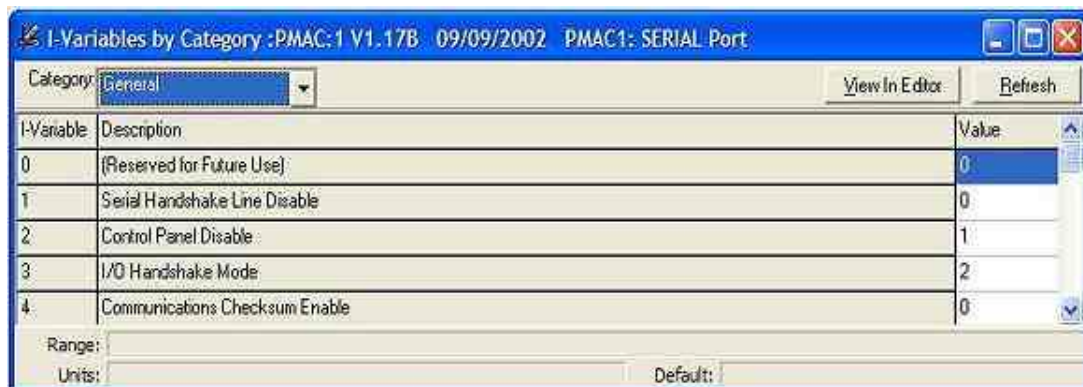 I-Variables by Category :PMAC:1 V1.17B 09/09/2002 PMAC1: SERIAL Port
Category: General View In Editor Refresh
I-Variable Description Value
0 (Reserved for Future Use) 0
1 Serial Handshake Line Disable 0
2 Control Panel Disable 1
3 I/O Handshake Mode 2
4 Communications Checksum Enable 0
Range:
Units: Default: